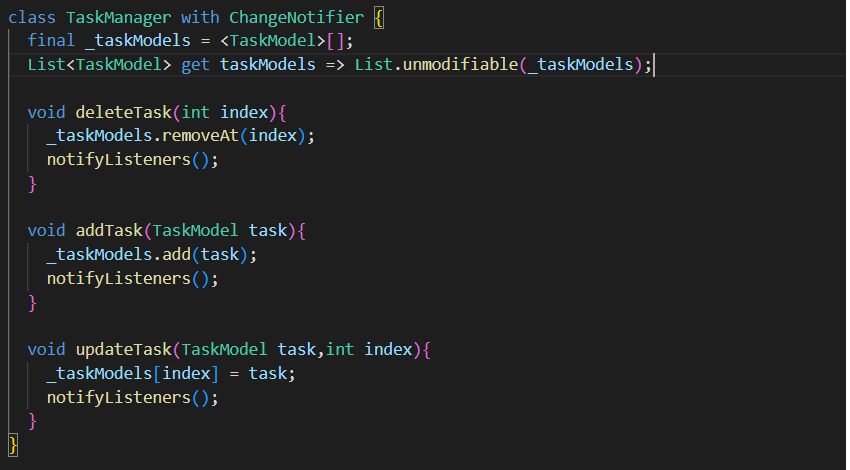 class TaskManager with ChangeNotifier {
  final _taskModels = <TaskModel>[];
  List<TaskModel> get taskModels => List.unmodifiable(_taskModels);

  void deleteTask(int index){
    _taskModels.removeAt(index);
    notifyListeners();
  }

  void addTask(TaskModel task){
    _taskModels.add(task);
    notifyListeners();
  }

  void updateTask(TaskModel task,int index){
    _taskModels[index] = task;
    notifyListeners();
  }
}